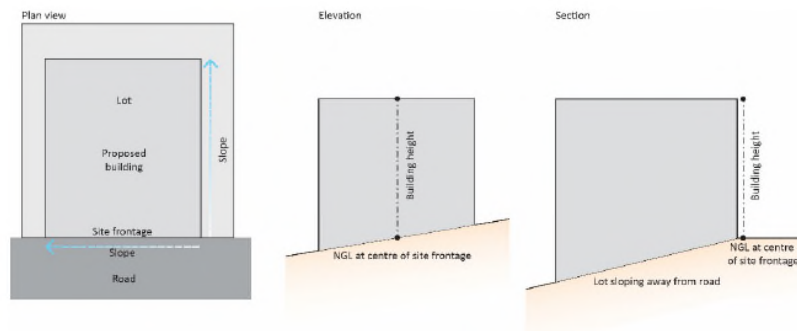 Plan view
Lot
Proposed
building
Slope
Site frontage
Slope
Road
Elevation
Building height
NGL at centre of site frontage
Section
Building height
NGL at centre
of site frontage
Lot sloping away from road